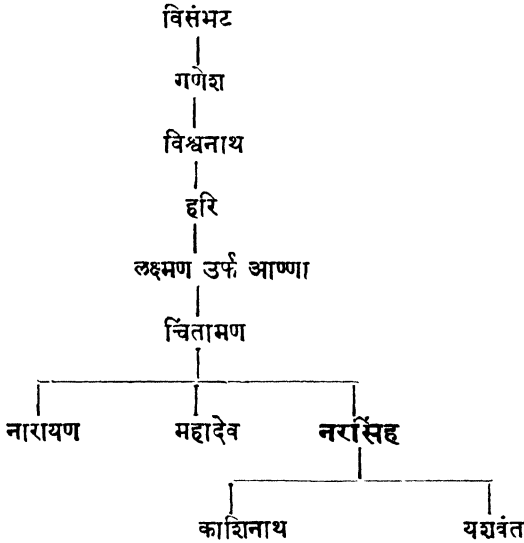 विसंभट
गणेश
विश्वनाथ
हरि
लक्ष्मण उर्फ आण्णा
चिंतामण
नारायण महादेव नरसिंह
काशिनाथ यशवंत